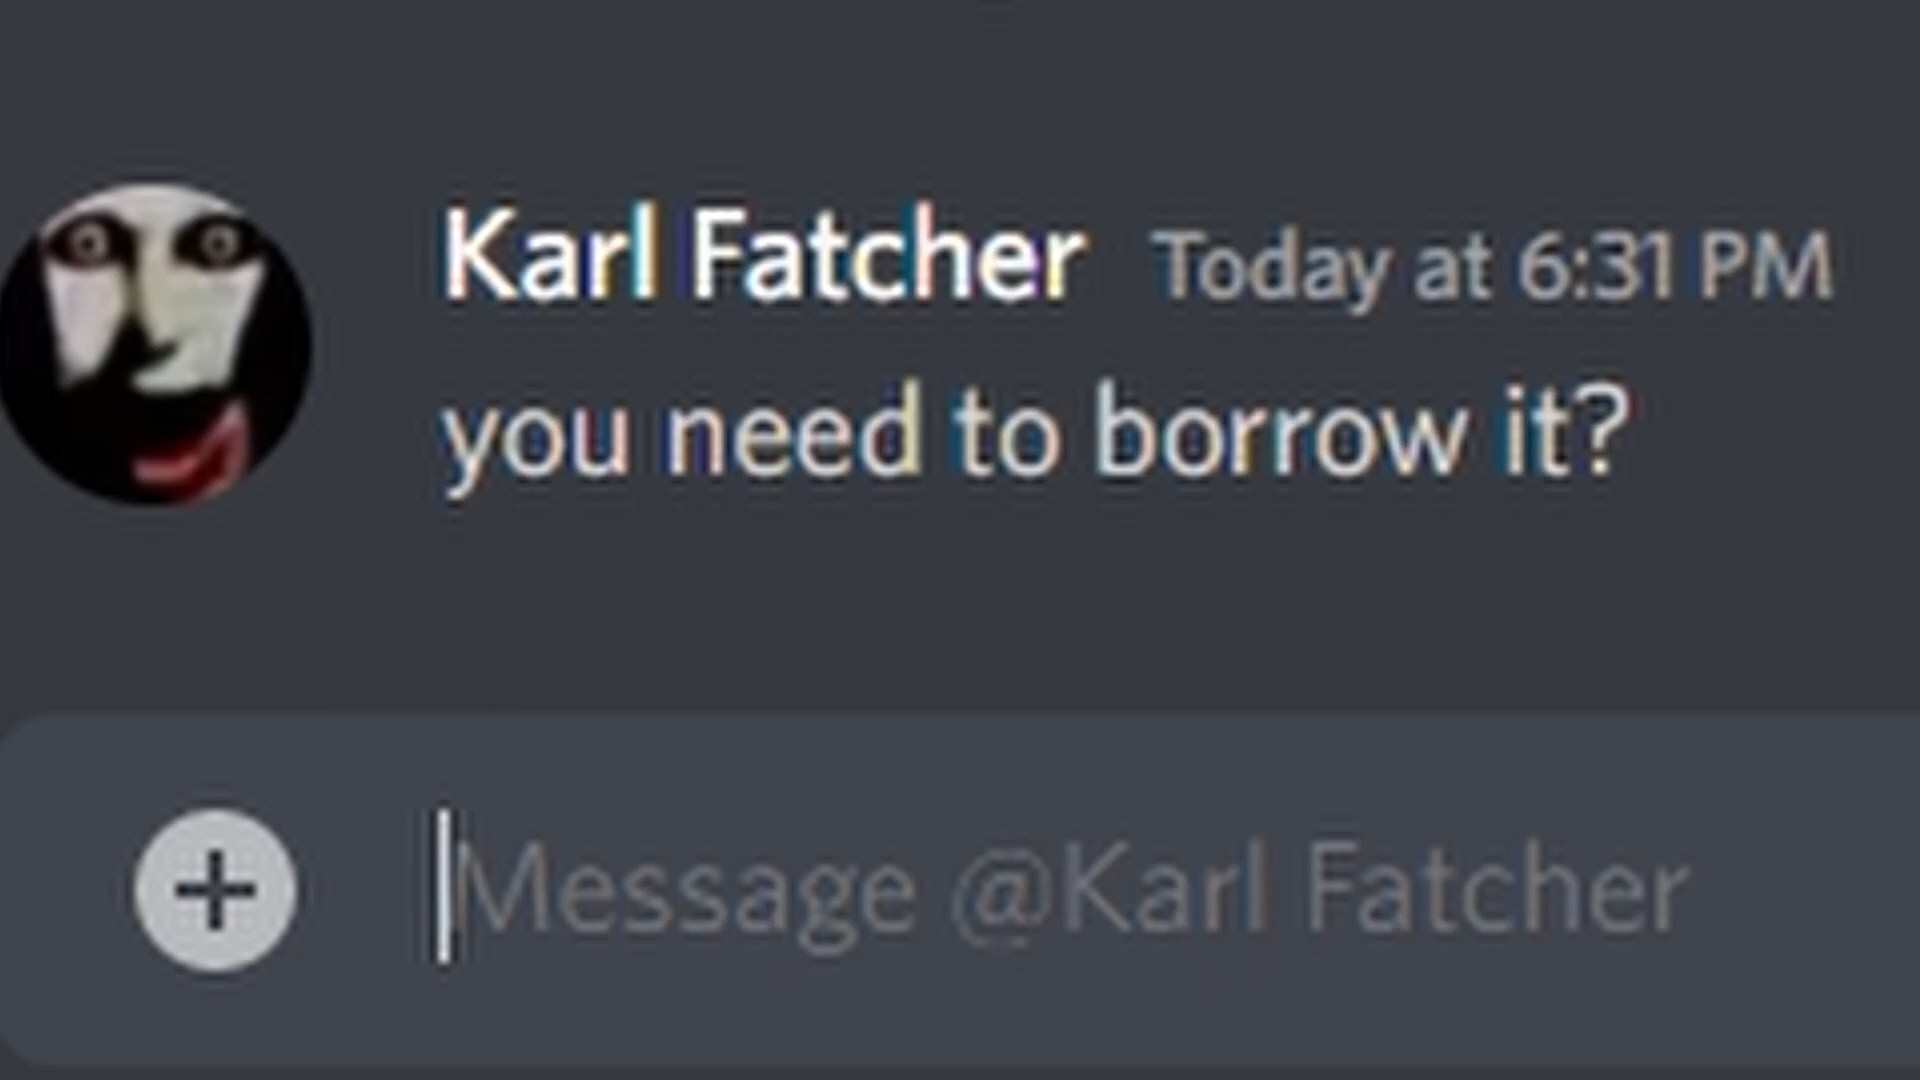 Karl Fatcher Today at 6:31 PM
you need to borrow it?
Message @Karl Fatcher